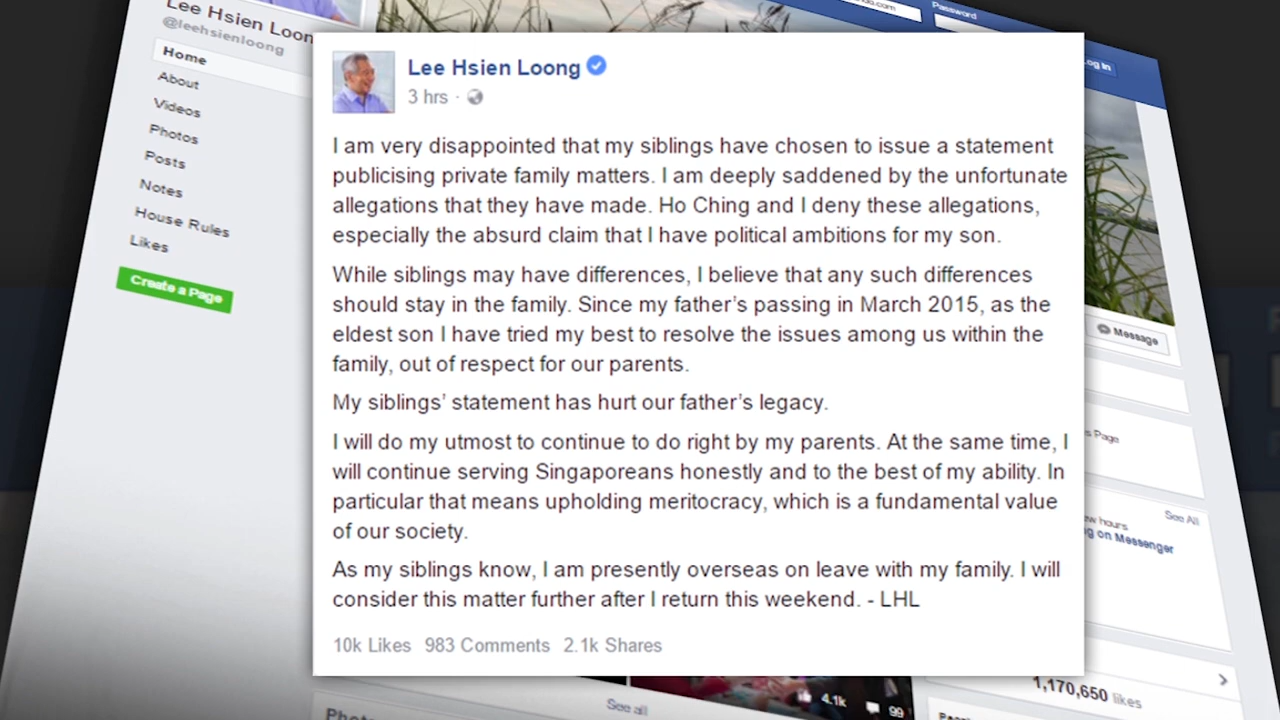 Lee Hsien Loon
@leehsienloong
Home
About
Videos
Photos
Posts
Notes
House Rules
Likes
Create a Page
Password
Log In
Lee Hsien Loong
3 hrs ·
I am very disappointed that my siblings have chosen to issue a statement
publicising private family matters. I am deeply saddened by the unfortunate
allegations that they have made. Ho Ching and I deny these allegations,
especially the absurd claim that I have political ambitions for my son.
While siblings may have differences, I believe that any such differences
should stay in the family. Since my father's passing in March 2015, as the
eldest son I have tried my best to resolve the issues among us within the
family, out of respect for our parents.
My siblings' statement has hurt our father's legacy.
I will do my utmost to continue to do right by my parents. At the same time, I
will continue serving Singaporeans honestly and to the best of my ability. In
particular that means upholding meritocracy, which is a fundamental value
of our society.
As my siblings know, I am presently overseas on leave with my family. I will
consider this matter further after I return this weekend. - LHL
10k Likes 983 Comments 2.1k Shares
Message
Page
See All
hours
on Messenger
1,170,650 likes
4.1k
99
See all